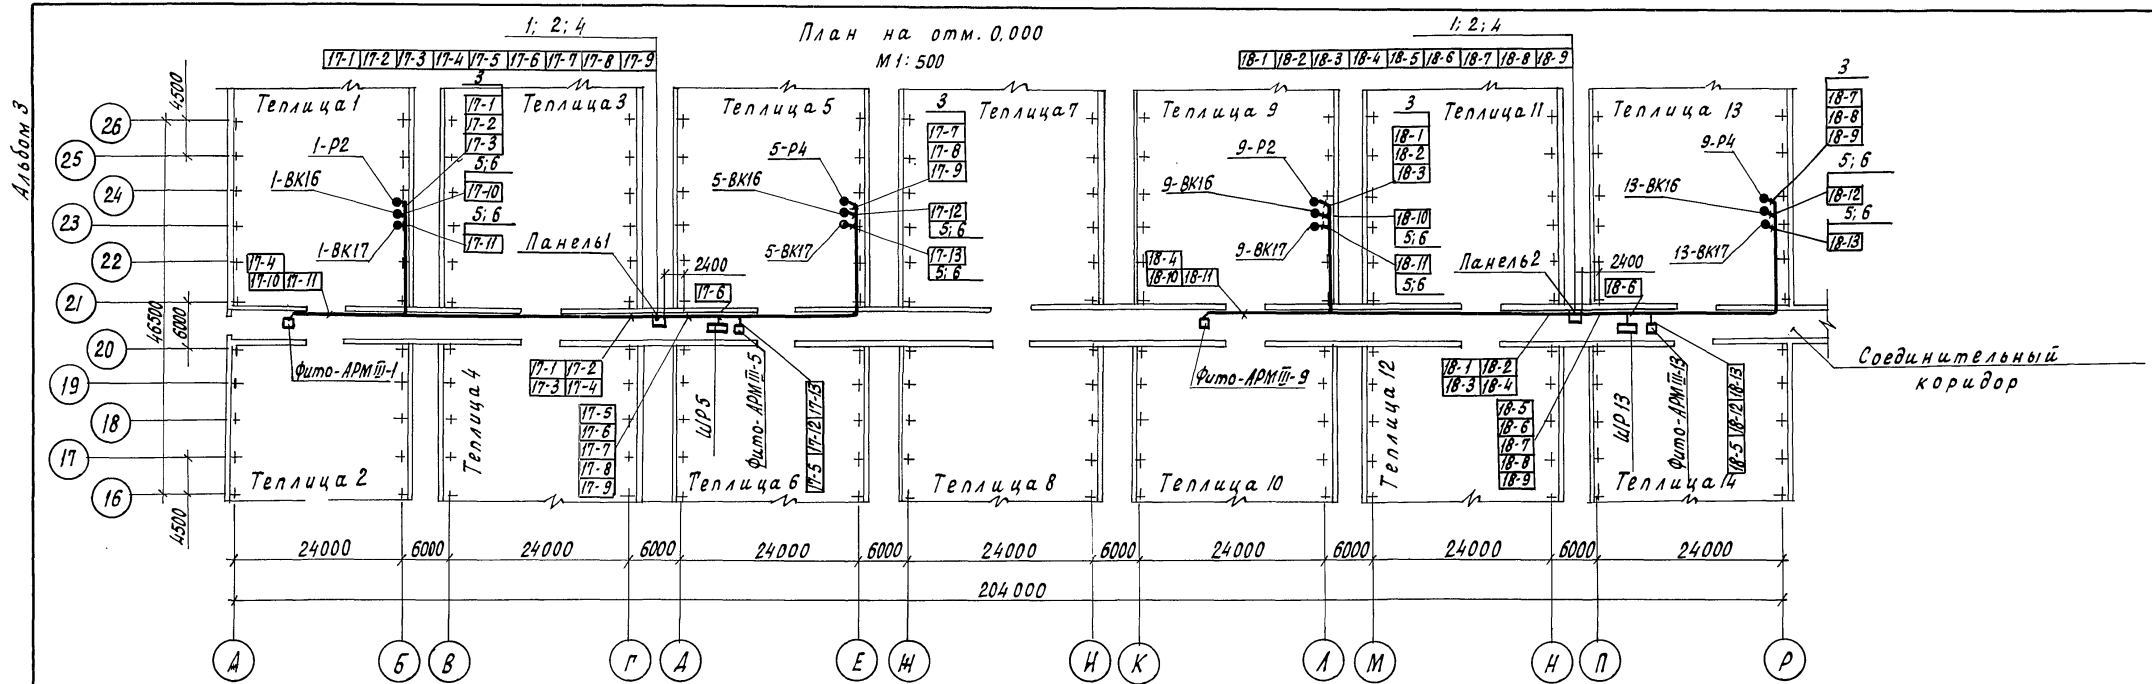 Альбом 3
План на отм. 0,000
М 1:500
1; 2; 4
17-1 17-2 17-3 17-4 17-5 17-6 17-7 17-8 17-9
1; 2; 4
18-1 18-2 18-3 18-4 18-5 18-6 18-7 18-8 18-9
Теплица 1
Теплица 3
Теплица 5
Теплица 7
Теплица 9
Теплица 11
Теплица 13
26
25
24
23
22
21
20
19
18
17
16
4500
46500
6000
4500
1-Р2
1-ВК16
1-ВК17
3
17-1
17-2
17-3
5; 6
17-10
5; 6
17-11
17-4
17-10 17-11
Панель 1
2400
17-6
5-Р4
5-ВК16
5-ВК17
3
17-7
17-8
17-9
17-12
5; 6
17-13
5; 6
9-Р2
9-ВК16
9-ВК17
18-4
18-10 18-11
3
18-1
18-2
18-3
18-10
5; 6
18-11
5; 6
Панель 2
2400
18-6
9-Р4
13-ВК16
13-ВК17
3
18-7
18-8
18-9
5; 6
18-12
5; 6
18-13
Соединительный
коридор
Фито-АРМ III-1
17-1 17-2
17-3 17-4
17-5
17-6
17-7
17-8
17-9
ШР5
Фито-АРМ III-5
17-5 17-12 17-13
Фито-АРМ III-9
18-1 18-2
18-3 18-4
18-5
18-6
18-7
18-8
18-9
ШР13
Фито-АРМ III-13
18-5 18-12 18-13
Теплица 2
Теплица 4
Теплица 6
Теплица 8
Теплица 10
Теплица 12
Теплица 14
24000 6000 24000 6000 24000 6000 24000 6000 24000 6000 24000 6000 24000
204 000
А Б В Г Д Е Ж И К Л М Н П Р